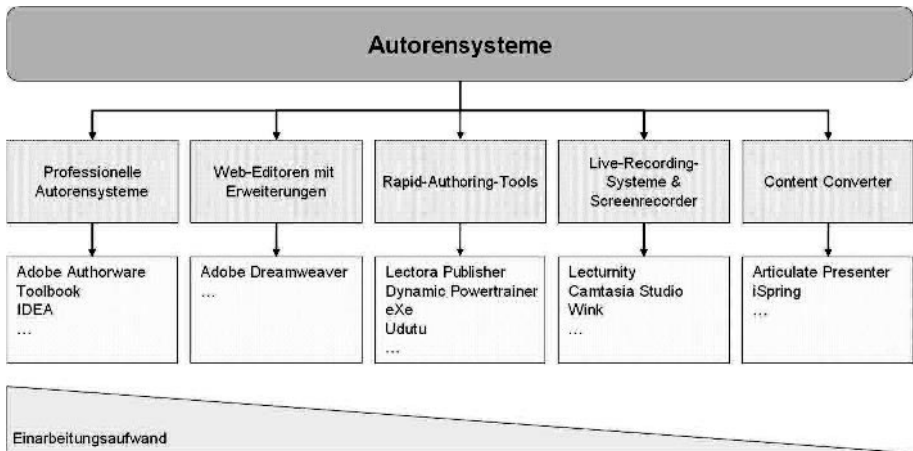 Autorensysteme
Professionelle
Autorensysteme
Web-Editoren mit
Erweiterungen
Rapid-Authoring-Tools
Live-Recording-
Systeme &
Screenrecorder
Content Converter
Adobe Authorware
Toolbook
IDEA
…
Adobe Dreamweaver
…
Lectora Publisher
Dynamic Powertrainer
eXe
Udutu
…
Lecturnity
Camtasia Studio
Wink
…
Articulate Presenter
iSpring
…
Einarbeitungsaufwand